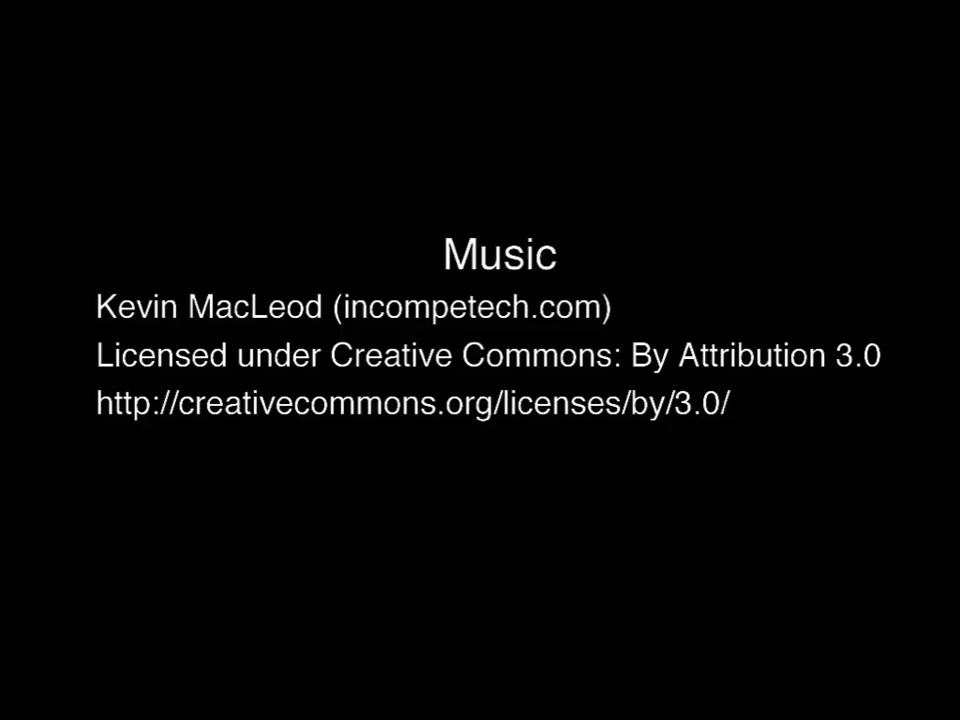 Music
Kevin MacLeod (incompetech.com)
Licensed under Creative Commons: By Attribution 3.0
http://creativecommons.org/licenses/by/3.0/